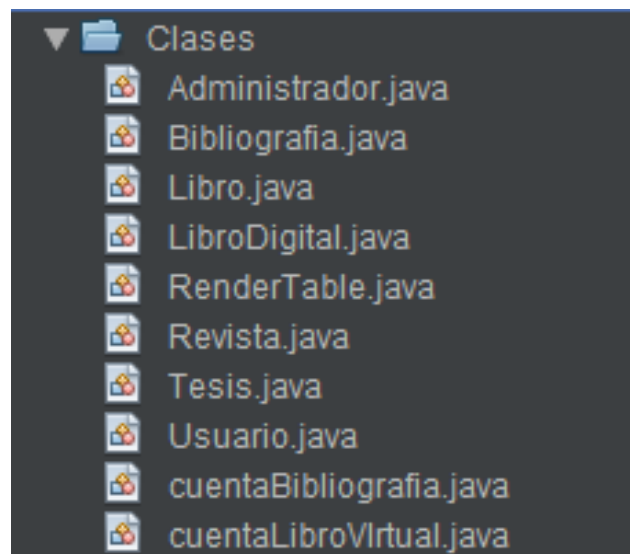 Clases
Administrador.java
Bibliografia.java
Libro.java
LibroDigital.java
RenderTable.java
Revista.java
Tesis.java
Usuario.java
cuentaBibliografia.java
cuentaLibroVIrtual.java